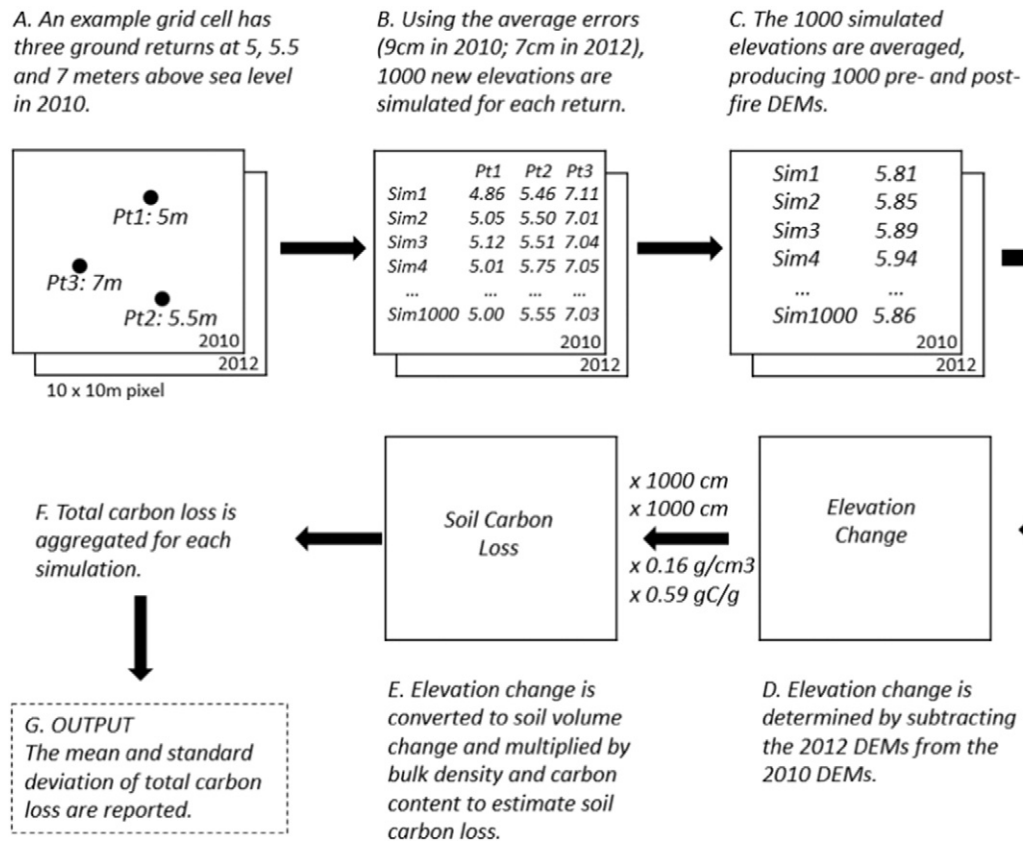 A. An example grid cell has
three ground returns at 5, 5.5
and 7 meters above sea level
in 2010.
Pt1: 5m
Pt3: 7m
Pt2: 5.5m
2010
2012
10 x 10m pixel
B. Using the average errors
(9cm in 2010; 7cm in 2012),
1000 new elevations are
simulated for each return.
Pt1 Pt2 Pt3
Sim1 4.86 5.46 7.11
Sim2 5.05 5.50 7.01
Sim3 5.12 5.51 7.04
Sim4 5.01 5.75 7.05
... ... ... ...
Sim1000 5.00 5.55 7.03
2010
2012
C. The 1000 simulated
elevations are averaged,
producing 1000 pre- and post-
fire DEMs.
Sim1 5.81
Sim2 5.85
Sim3 5.89
Sim4 5.94
... ...
Sim1000 5.86
2010
2012
Elevation
Change
D. Elevation change is
determined by subtracting
the 2012 DEMs from the
2010 DEMs.
x 1000 cm
x 1000 cm
x 0.16 g/cm3
x 0.59 gC/g
Soil Carbon
Loss
E. Elevation change is
converted to soil volume
change and multiplied by
bulk density and carbon
content to estimate soil
carbon loss.
F. Total carbon loss is
aggregated for each
simulation.
G. OUTPUT
The mean and standard
deviation of total carbon
loss are reported.